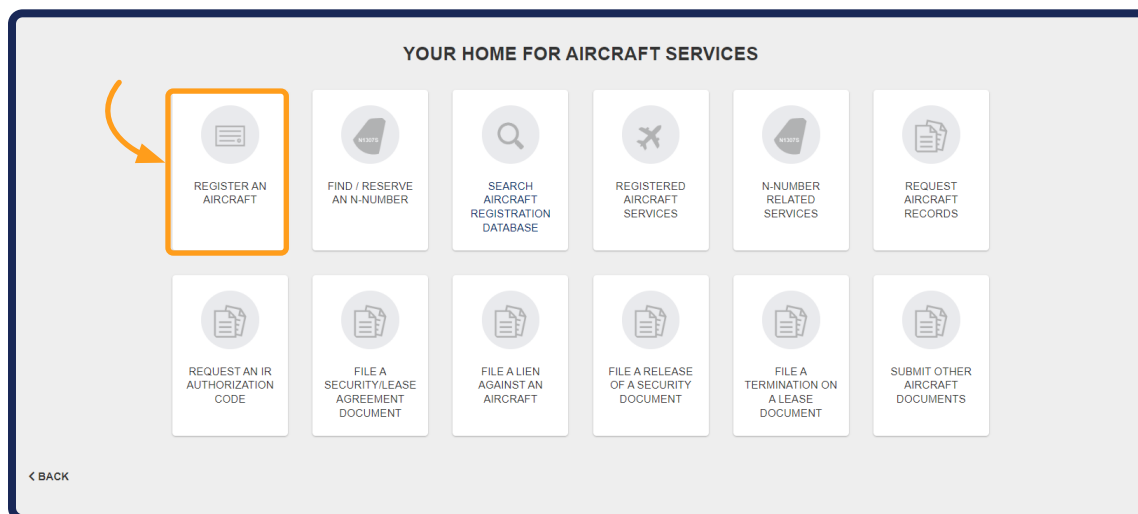 YOUR HOME FOR AIRCRAFT SERVICES
REGISTER AN
AIRCRAFT
FIND / RESERVE
AN N-NUMBER
SEARCH
AIRCRAFT
REGISTRATION
DATABASE
REGISTERED
AIRCRAFT
SERVICES
N-NUMBER
RELATED
SERVICES
REQUEST
AIRCRAFT
RECORDS
REQUEST AN IR
AUTHORIZATION
CODE
FILE A
SECURITY/LEASE
AGREEMENT
DOCUMENT
FILE A LIEN
AGAINST AN
AIRCRAFT
FILE A RELEASE
OF A SECURITY
DOCUMENT
FILE A
TERMINATION ON
A LEASE
DOCUMENT
SUBMIT OTHER
AIRCRAFT
DOCUMENTS
< BACK